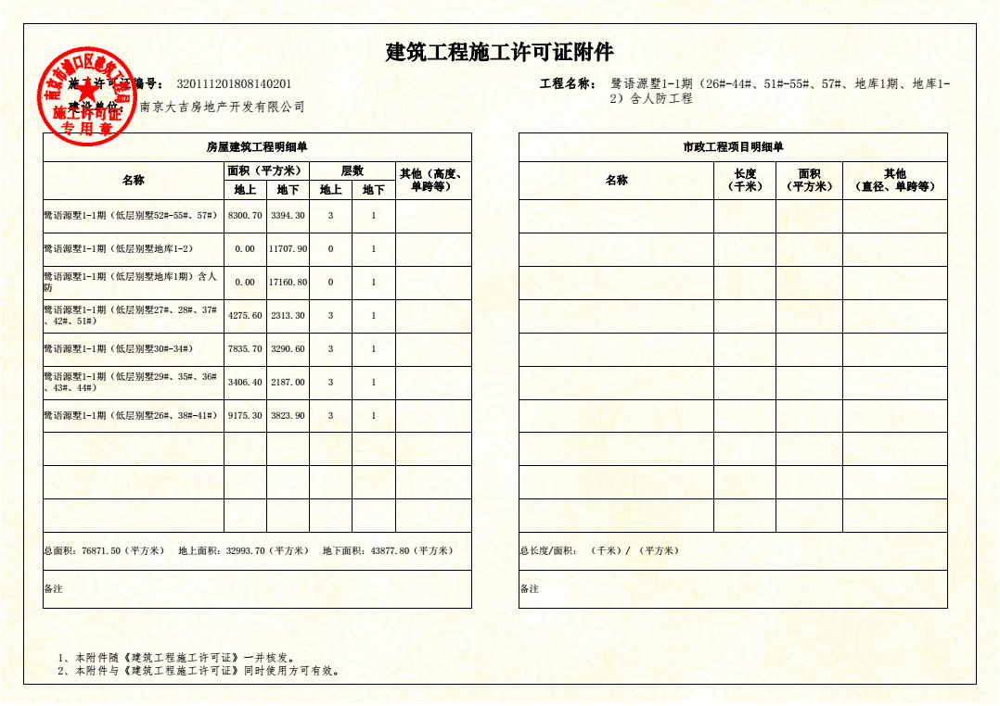 建筑工程施工许可证附件
施工许可证编号： 320111201808140201
工程名称： 鹭语源墅1-1期（26#-44#、51#-55#、57#、地库1期、地库1-
2）含人防工程
建设单位： 南京大吉房地产开发有限公司
南京市浦口区建筑工程局
施工许可证
专用章
房屋建筑工程明细单
名称 面积（平方米） 层数 其他（高度、
单跨等）
地上 地下 地上 地下
鹭语源墅1-1期（低层别墅52#-55#、57#） 8300.70 3394.30 3 1
鹭语源墅1-1期（低层别墅地库1-2） 0.00 11707.90 0 1
鹭语源墅1-1期（低层别墅地库1期）含人
防 0.00 17160.80 0 1
鹭语源墅1-1期（低层别墅27#、28#、37#
、42#、51#） 4275.60 2313.30 3 1
鹭语源墅1-1期（低层别墅30#-34#） 7835.70 3290.60 3 1
鹭语源墅1-1期（低层别墅29#、35#、36#
、43#、44#） 3406.40 2187.00 3 1
鹭语源墅1-1期（低层别墅26#、38#-41#） 9175.30 3823.90 3 1
总面积：76871.50（平方米） 地上面积：32993.70（平方米） 地下面积：43877.80（平方米）
备注
市政工程项目明细单
名称 长度
（千米） 面积
（平方米） 其他
（直径、单跨等）
总长度/面积： （千米）/ （平方米）
备注
1、本附件随《建筑工程施工许可证》一并核发。
2、本附件与《建筑工程施工许可证》同时使用方可有效。